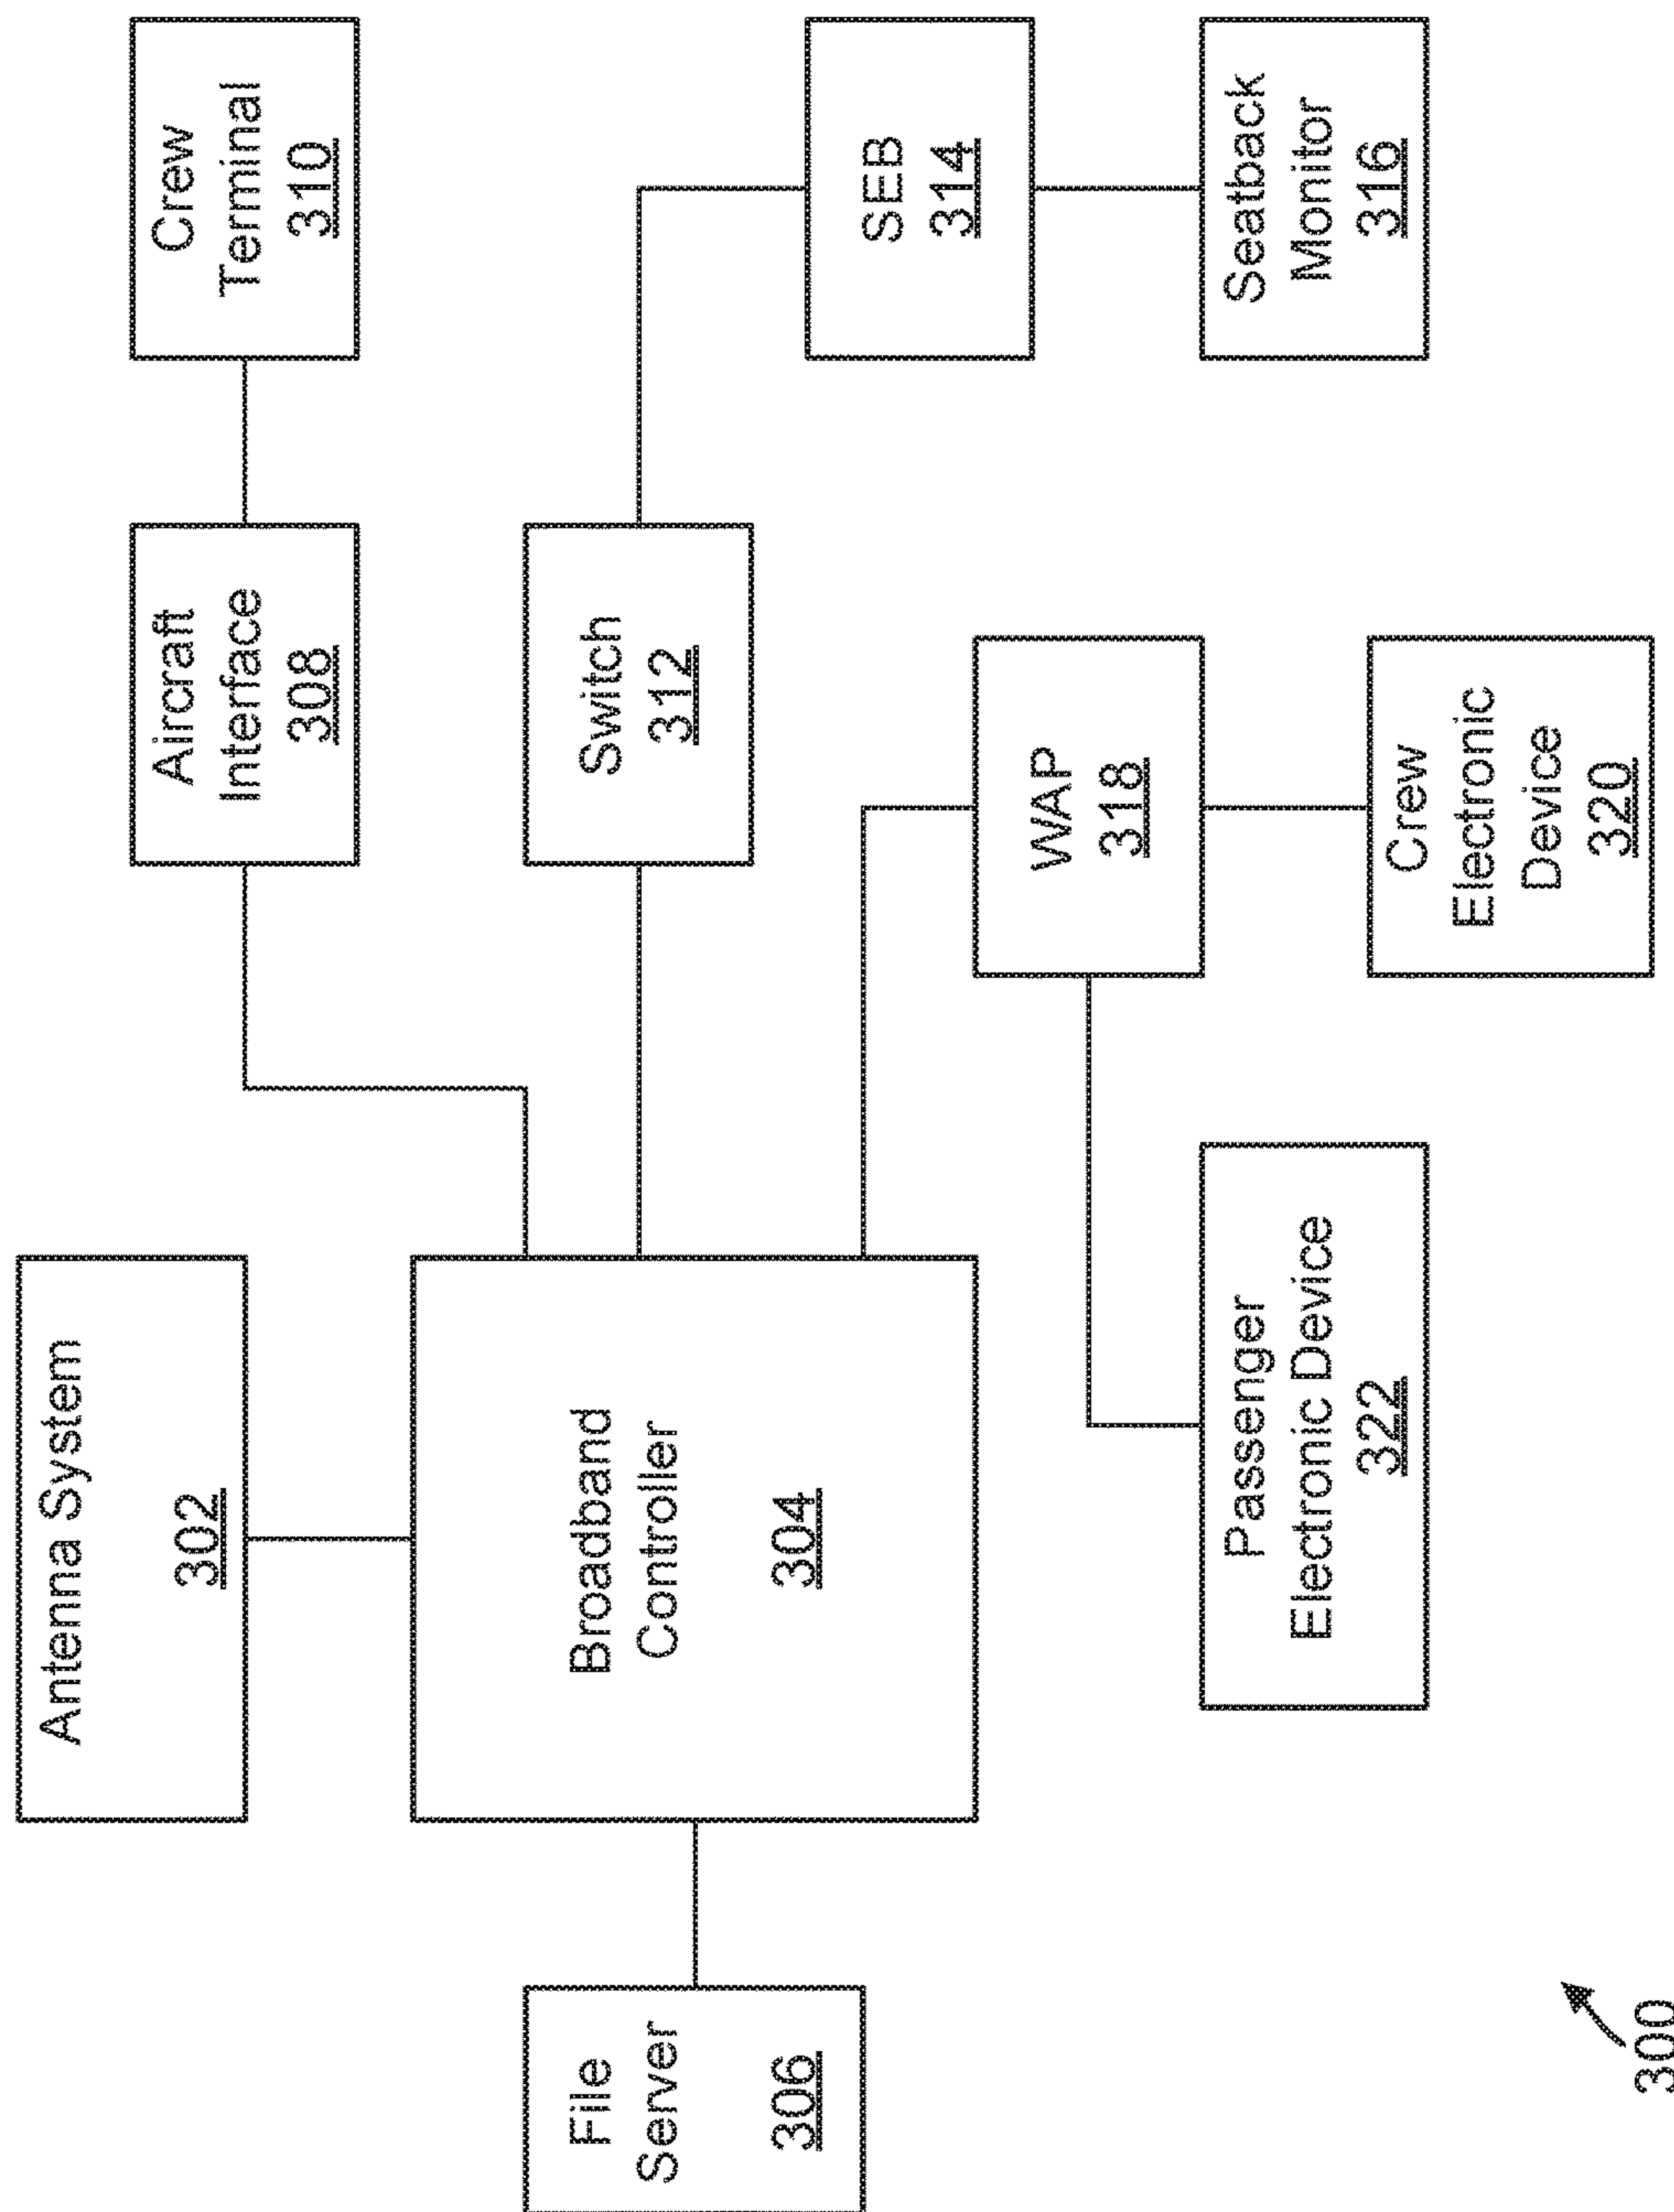 Antenna System
302
Broadband
Controller
304
File
Server
306
Aircraft
Interface
308
Crew
Terminal
310
Switch
312
SEB
314
Seatback
Monitor
316
WAP
318
Crew
Electronic
Device
320
Passenger
Electronic Device
322
300